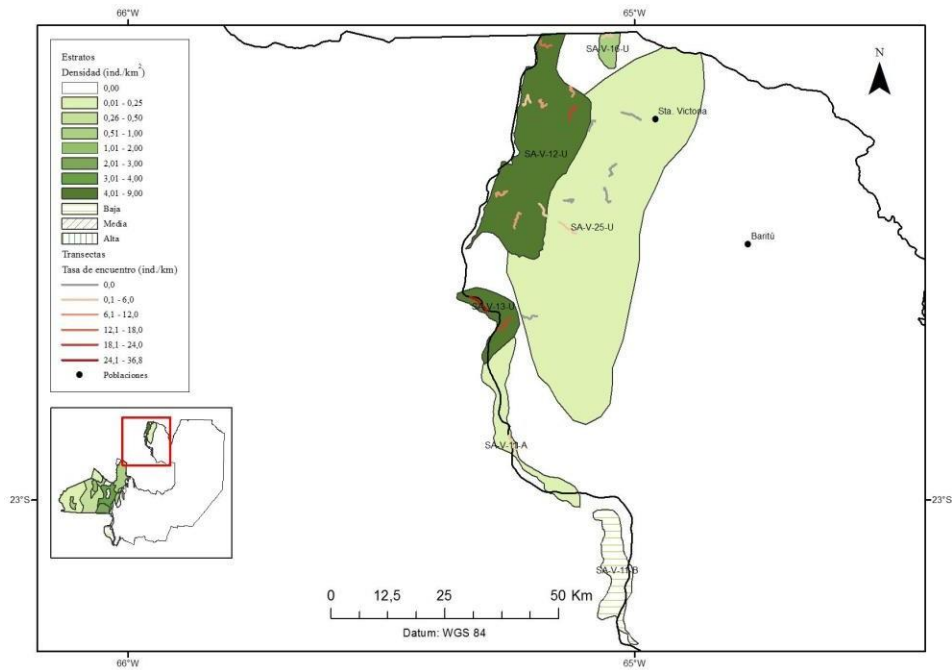 66°W
65°W
Estratos
Densidad (ind./km²)
0,00
0,01 - 0,25
0,26 - 0,50
0,51 - 1,00
1,01 - 2,00
2,01 - 3,00
3,01 - 4,00
4,01 - 9,00
Baja
Media
Alta
Transectas
Tasa de encuentro (ind./km)
0,0
0,1 - 6,0
6,1 - 12,0
12,1 - 18,0
18,1 - 24,0
24,1 - 36,8
Poblaciones
N
SA-V-16-U
Sta. Victoria
SA-V-12-U
SA-V-25-U
Baritú
SA-V-13-U
SA-V-11-A
23°S
23°S
SA-V-11-B
0 12,5 25 50 Km
Datum: WGS 84
66°W
65°W